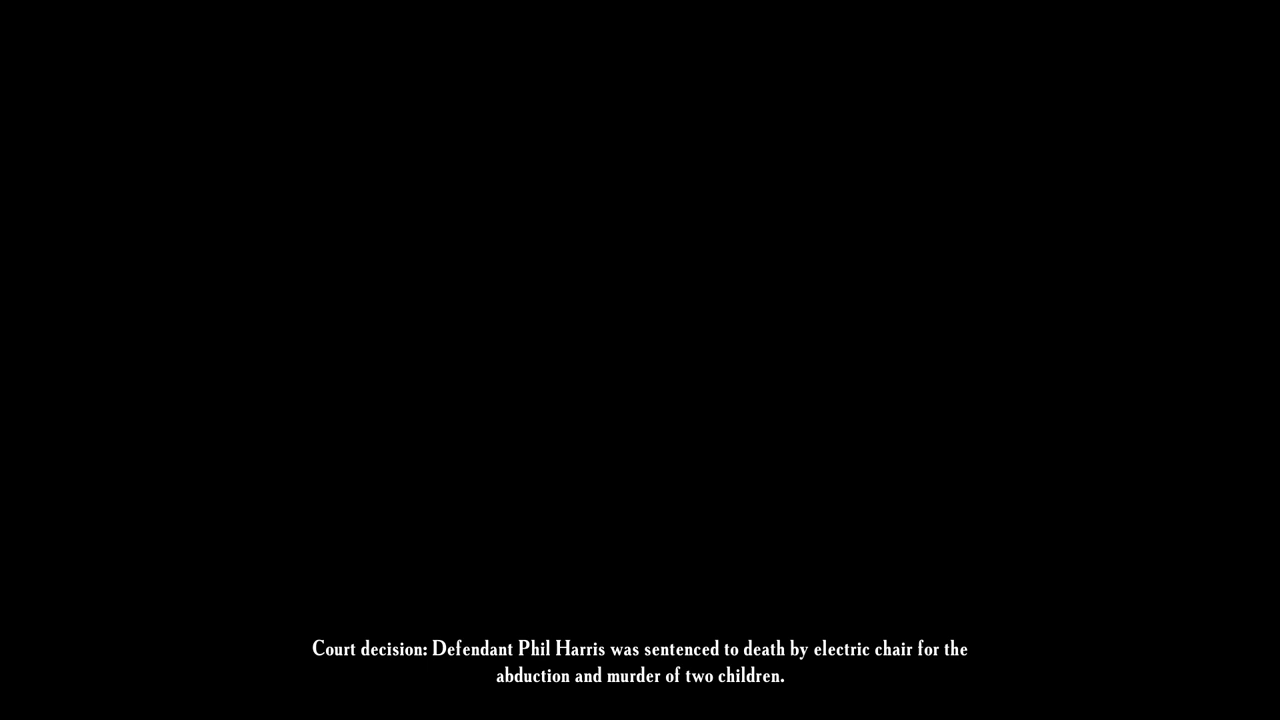 Court decision: Defendant Phil Harris was sentenced to death by electric chair for the
abduction and murder of two children.